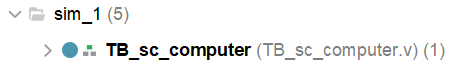 sim_1 (5)
TB_sc_computer (TB_sc_computer.v) (1)